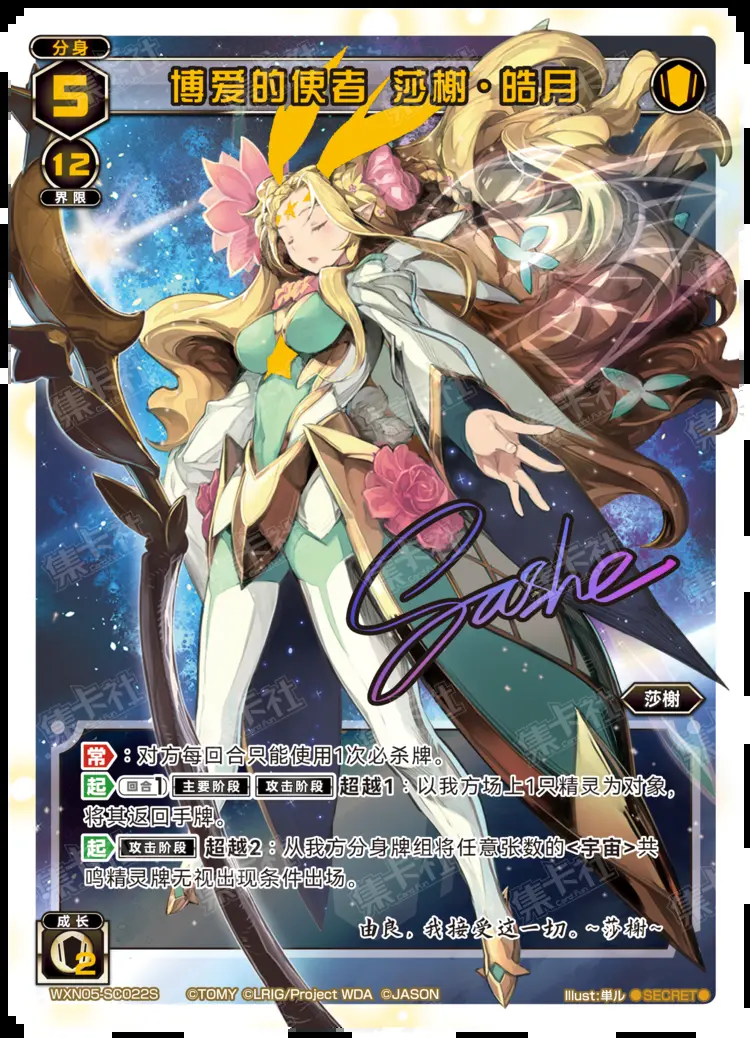 分身
5
博爱的使者 莎榭·皓月
12
界限
Sashe
莎榭
常：对方每回合只能使用1次必杀牌。
起 回合1 主要阶段 攻击阶段 超越1：以我方场上1只精灵为对象，
将其返回手牌。
起 攻击阶段 超越2：从我方分身牌组将任意张数的<宇宙>共
鸣精灵牌无视出现条件出场。
由良，我接受这一切。~莎榭~
成长
2
WXN05-SC022S ©TOMY ©LRIG/Project WDA ©JASON Illust:単ル ●SECRET●
集卡社